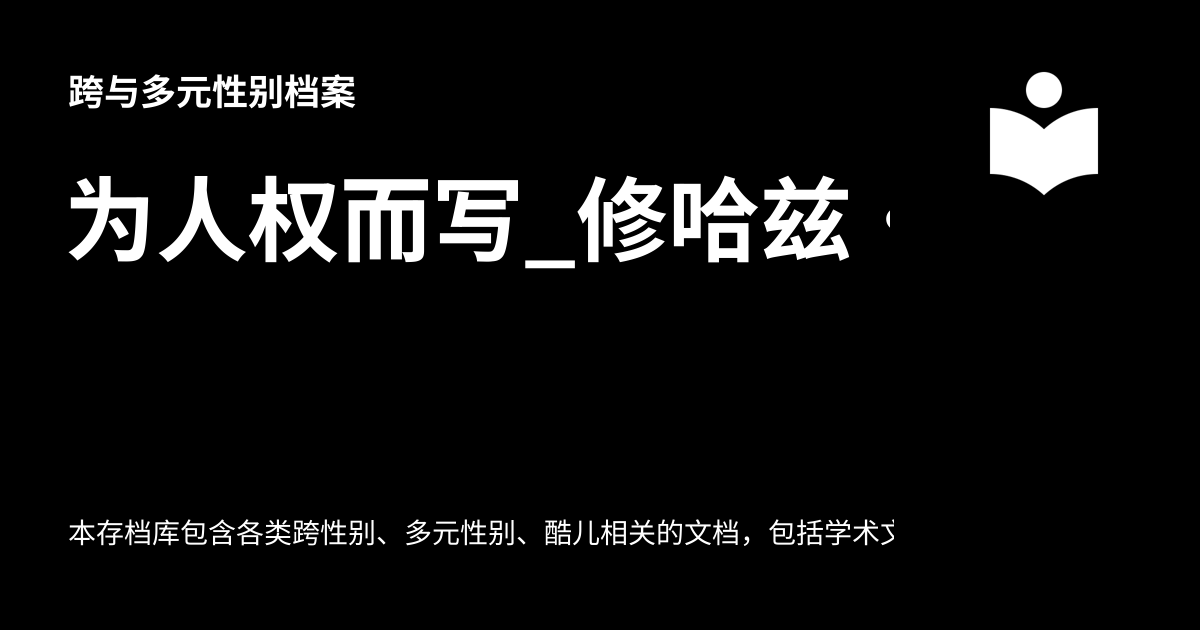 跨与多元性别档案
为人权而写_修哈兹
本存档库包含各类跨性别、多元性别、酷儿相关的文档，包括学术